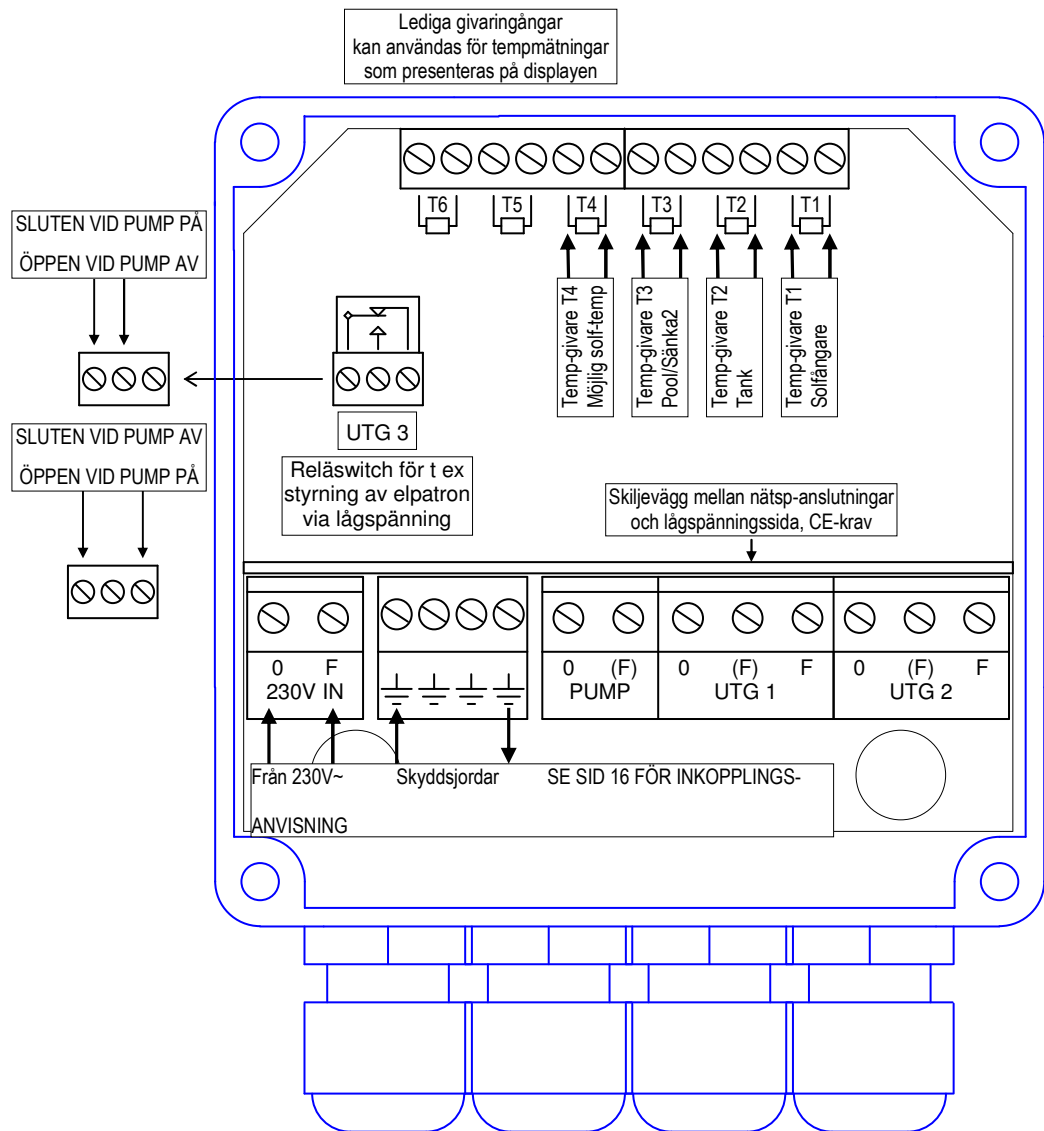 Lediga givaringångar
kan användas för tempmätningar
som presenteras på displayen
T6 T5 T4 T3 T2 T1
SLUTEN VID PUMP PÅ
ÖPPEN VID PUMP AV
Temp-givare T4
Möjlig solf-temp
Temp-givare T3
Pool/Sänka2
Temp-givare T2
Tank
Temp-givare T1
Solfångare
SLUTEN VID PUMP AV
ÖPPEN VID PUMP PÅ
UTG 3
Reläswitch för t ex
styrning av elpatron
via lågspänning
Skiljevägg mellan nätsp-anslutningar
och lågspänningssida, CE-krav
0 F
230V IN
0 (F)
PUMP
0 (F) F
UTG 1
0 (F) F
UTG 2
Från 230V~ Skyddsjordar SE SID 16 FÖR INKOPPLINGS-
ANVISNING